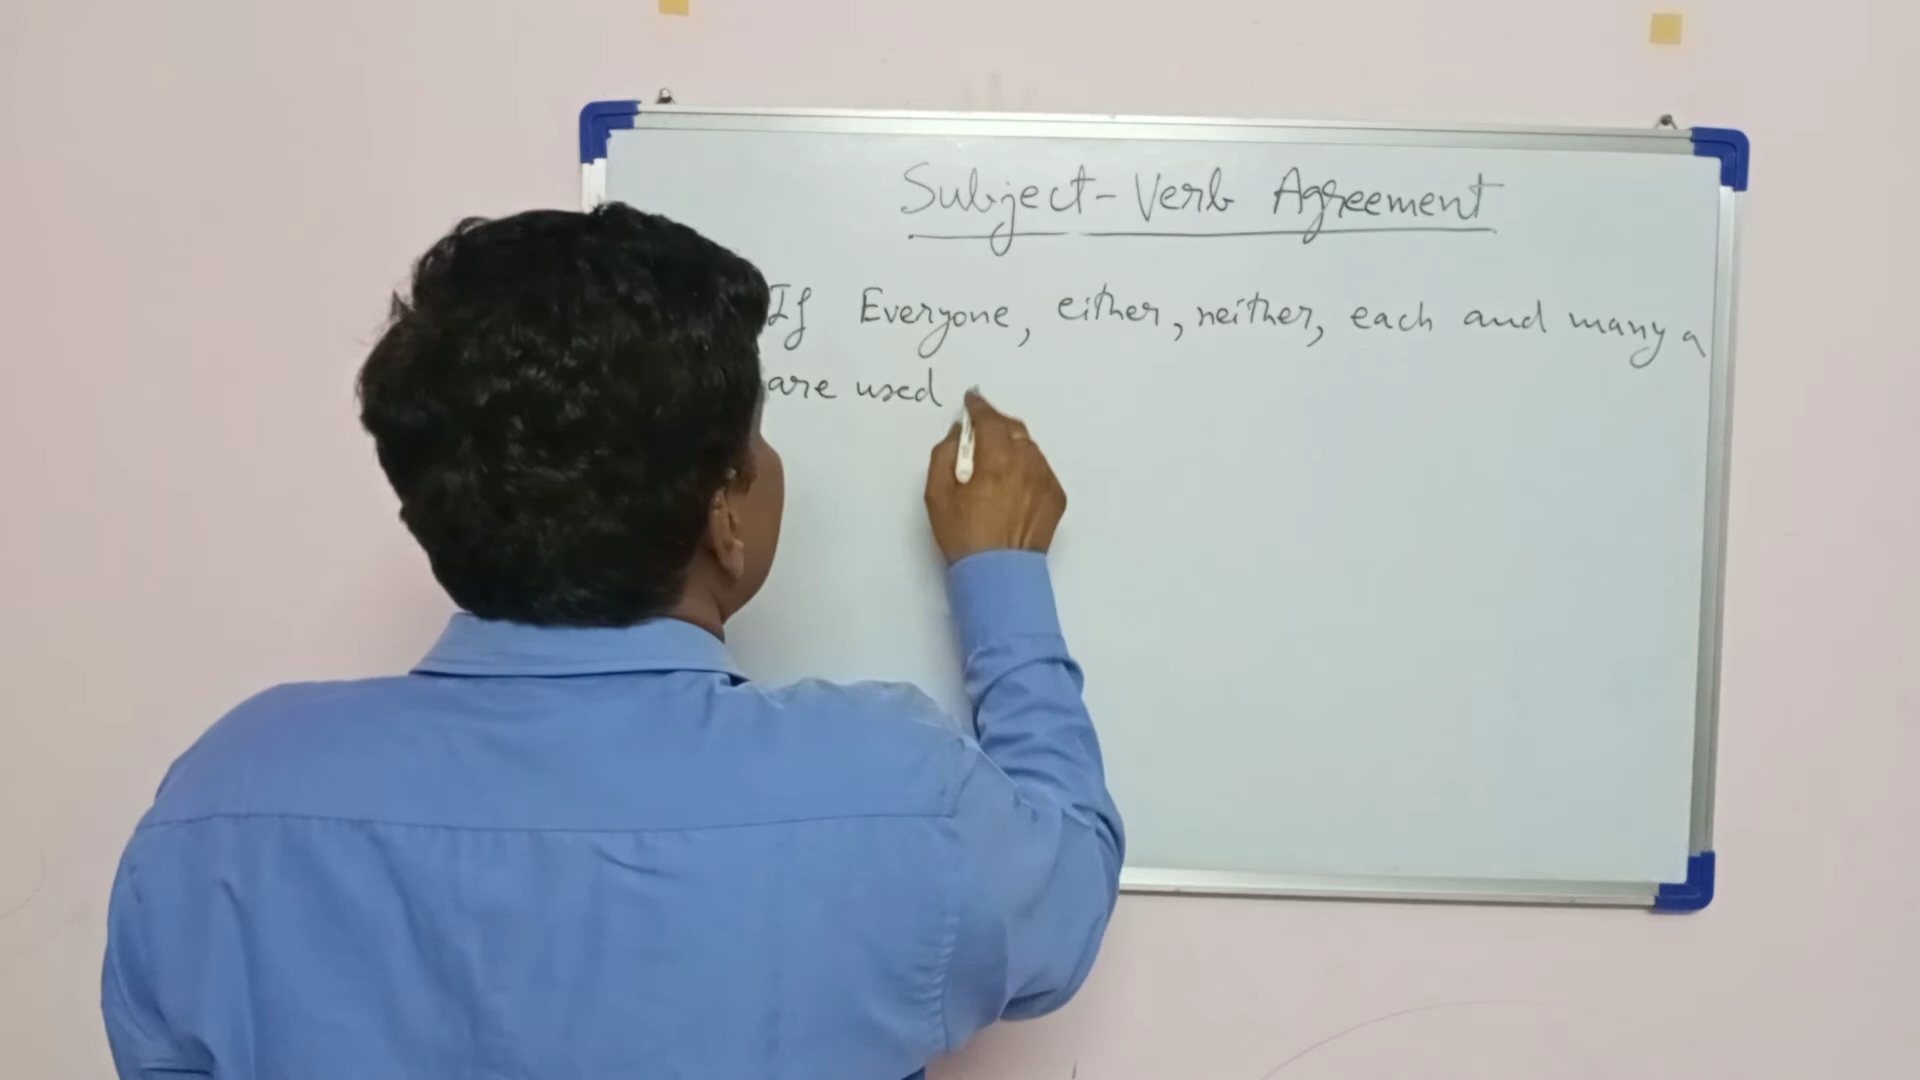 Subject-Verb Agreement
If Everyone, either, neither, each and many a
are used